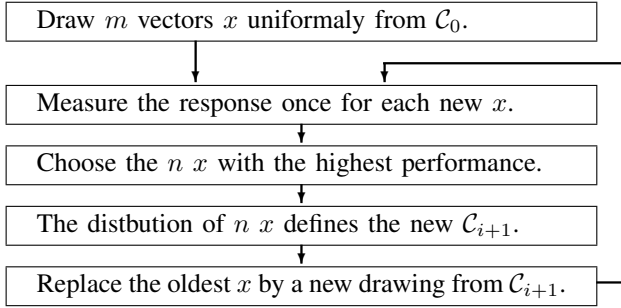 Draw m vectors x uniformaly from C₀.
Measure the response once for each new x.
Choose the n x with the highest performance.
The distbution of n x defines the new Cᵢ₊₁.
Replace the oldest x by a new drawing from Cᵢ₊₁.